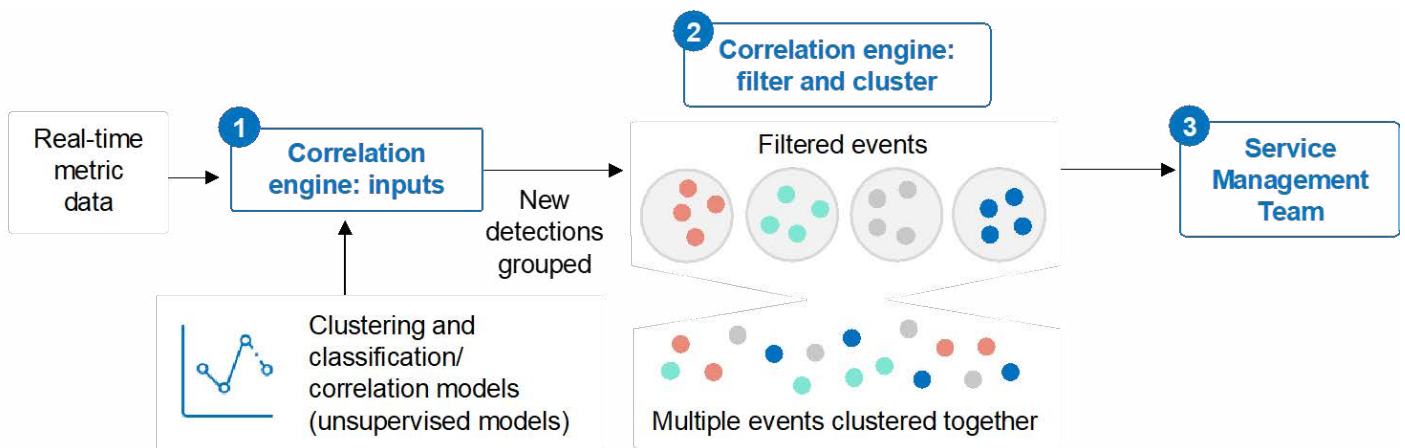 Real-time
metric
data
1
Correlation
engine: inputs
Clustering and
classification/
correlation models
(unsupervised models)
New
detections
grouped
2
Correlation engine:
filter and cluster
Filtered events
Multiple events clustered together
3
Service
Management
Team